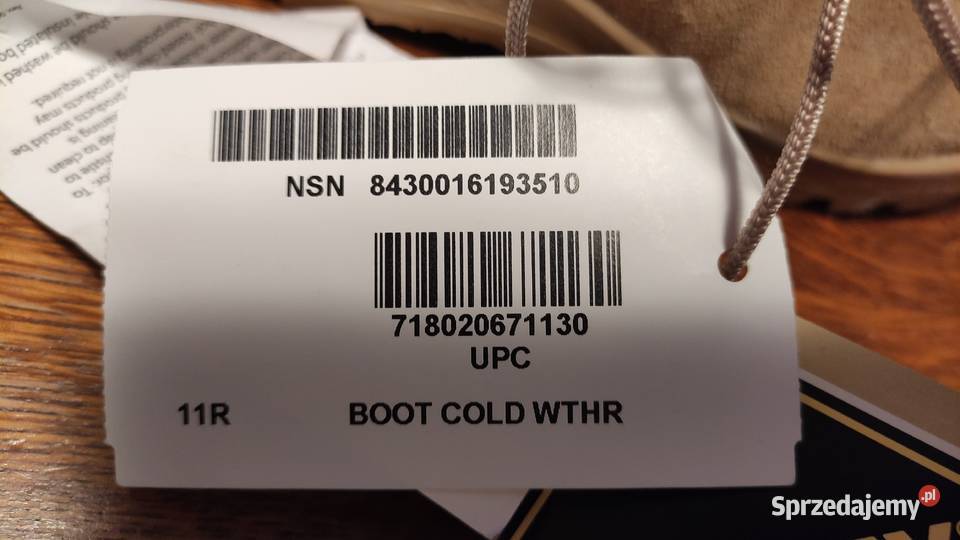 NSN 8430016193510
718020671130
UPC
11R BOOT COLD WTHR
Sprzedajemy.pl